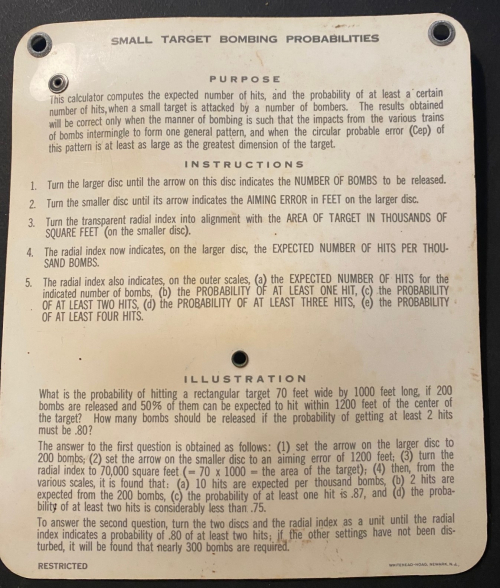 SMALL TARGET BOMBING PROBABILITIES
PURPOSE
This calculator computes the expected number of hits, and the probability of at least a certain
number of hits, when a small target is attacked by a number of bombers. The results obtained
will be correct only when the manner of bombing is such that the impacts from the various trains
of bombs intermingle to form one general pattern, and when the circular probable error (Cep) of
this pattern is at least as large as the greatest dimension of the target.
INSTRUCTIONS
1. Turn the larger disc until the arrow on this disc indicates the NUMBER OF BOMBS to be released.
2. Turn the smaller disc until its arrow indicates the AIMING ERROR in FEET on the larger disc.
3. Turn the transparent radial index into alignment with the AREA OF TARGET IN THOUSANDS OF
SQUARE FEET (on the smaller disc).
4. The radial index now indicates, on the larger disc, the EXPECTED NUMBER OF HITS PER THOU-
SAND BOMBS.
5. The radial index also indicates, on the outer scales, (a) the EXPECTED NUMBER OF HITS for the
indicated number of bombs, (b) the PROBABILITY OF AT LEAST ONE HIT, (c) the PROBABILITY
OF AT LEAST TWO HITS, (d) the PROBABILITY OF AT LEAST THREE HITS, (e) the PROBABILITY
OF AT LEAST FOUR HITS.
ILLUSTRATION
What is the probability of hitting a rectangular target 70 feet wide by 1000 feet long, if 200
bombs are released and 50% of them can be expected to hit within 1200 feet of the center of
the target? How many bombs should be released if the probability of getting at least 2 hits
must be .80?
The answer to the first question is obtained as follows: (1) set the arrow on the larger disc to
200 bombs; (2) set the arrow on the smaller disc to an aiming error of 1200 feet; (3) turn the
radial index to 70,000 square feet (= 70 x 1000 = the area of the target); (4) then, from the
various scales, it is found that: (a) 10 hits are expected per thousand bombs, (b) 2 hits are
expected from the 200 bombs, (c) the probability of at least one hit is .87, and (d) the proba-
bility of at least two hits is considerably less than .75.
To answer the second question, turn the two discs and the radial index as a unit until the radial
index indicates a probability of .80 of at least two hits; if the other settings have not been dis-
turbed, it will be found that nearly 300 bombs are required.
RESTRICTED
WHITEHEAD-HOAG, NEWARK, N.J.